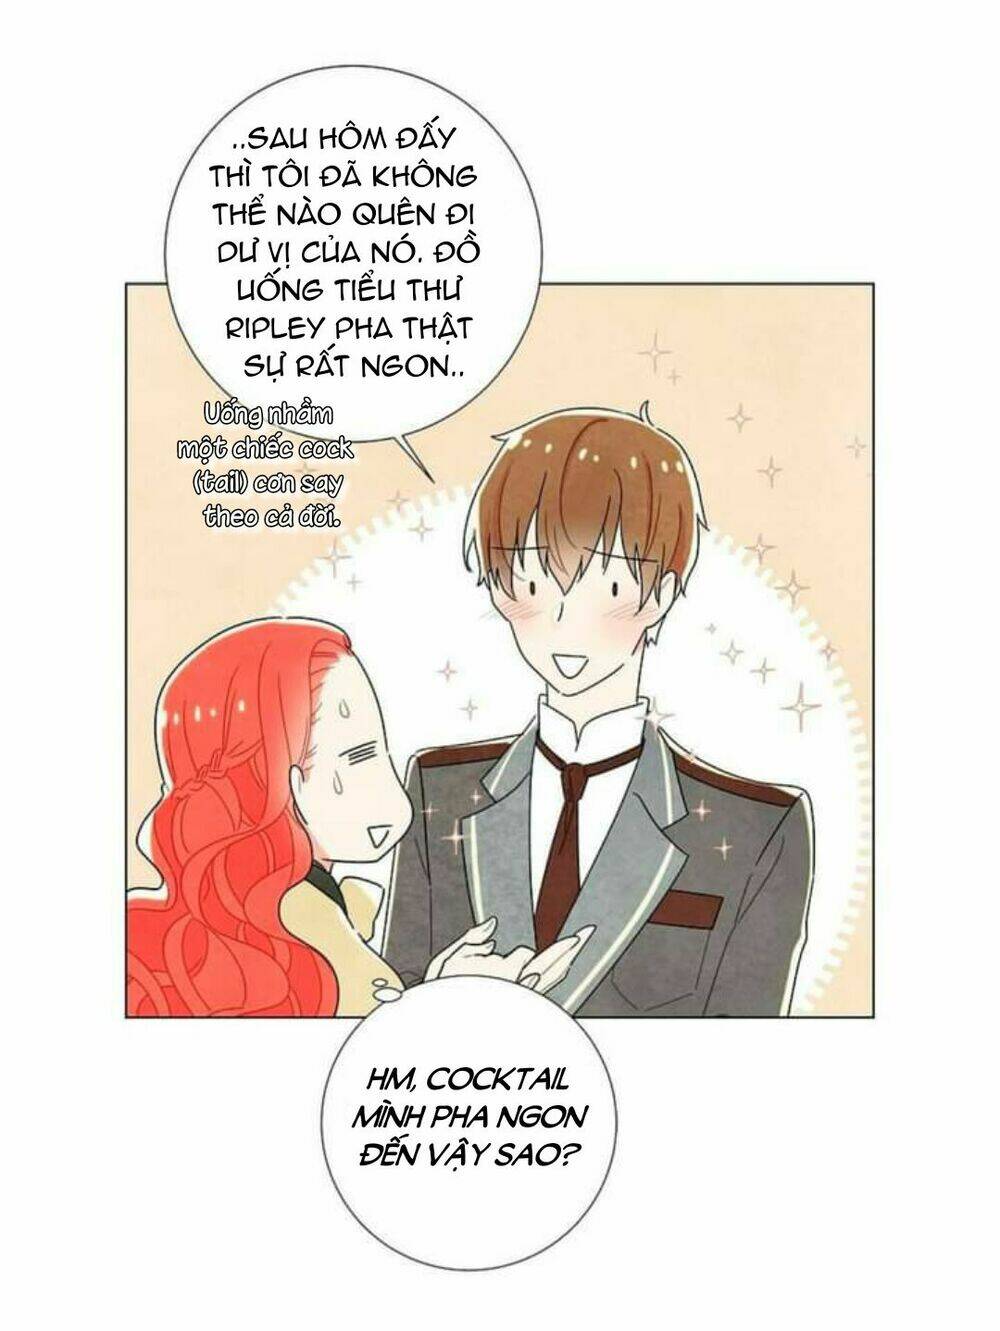 ..SAU HÔM ĐẤY
THÌ TÔI ĐÃ KHÔNG
THỂ NÀO QUÊN ĐI
DƯ VỊ CỦA NÓ. ĐỒ
UỐNG TIỂU THƯ
RIPLEY PHA THẬT
SỰ RẤT NGON..
Uống nhầm
một chiếc cock
(tail) cơn say
theo cả đời.
HM, COCKTAIL
MÌNH PHA NGON
ĐẾN VẬY SAO?